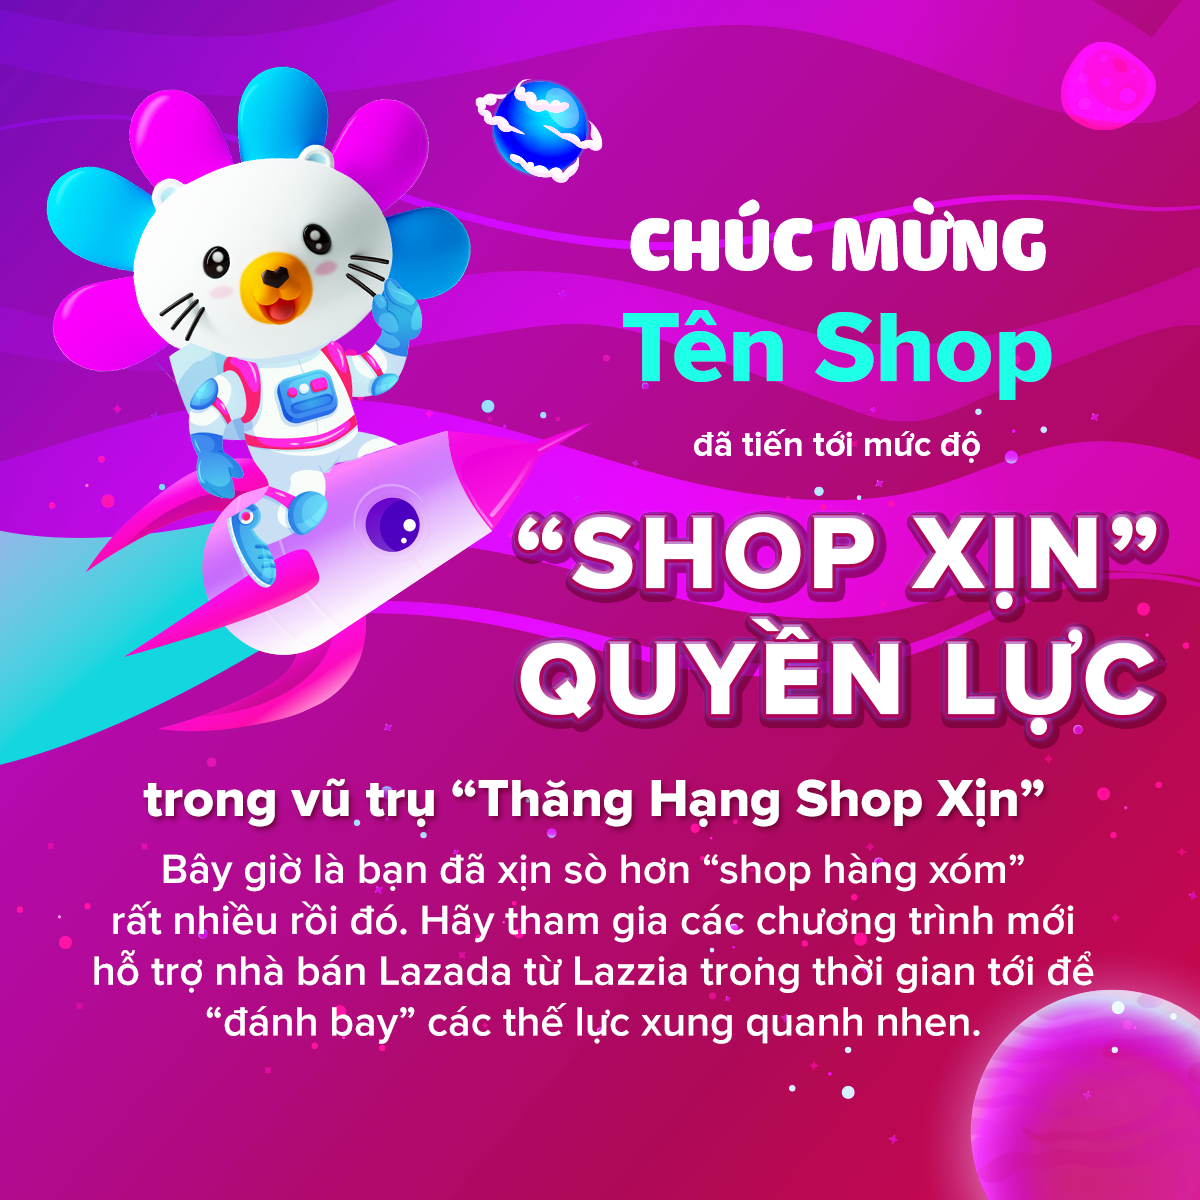 CHÚC MỪNG
Tên Shop
đã tiến tới mức độ
“SHOP XỊN”
QUYỀN LỰC
trong vũ trụ “Thăng Hạng Shop Xịn”
Bây giờ là bạn đã xịn sò hơn “shop hàng xóm”
rất nhiều rồi đó. Hãy tham gia các chương trình mới
hỗ trợ nhà bán Lazada từ Lazzia trong thời gian tới để
“đánh bay” các thế lực xung quanh nhen.